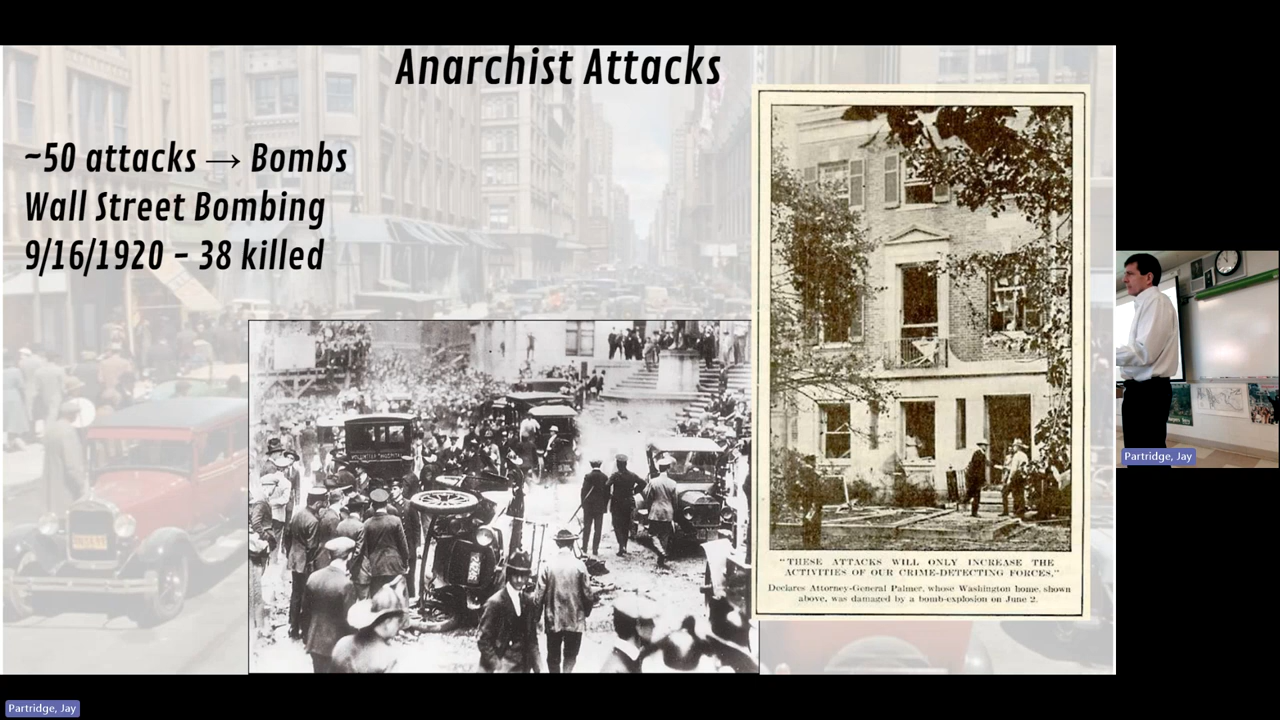 Anarchist Attacks
~50 attacks → Bombs
Wall Street Bombing
9/16/1920 - 38 killed
"THESE ATTACKS WILL ONLY INCREASE THE
ACTIVITIES OF OUR CRIME-DETECTING FORCES,"
Declares Attorney-General Palmer, whose Washington home, shown
above, was damaged by a bomb-explosion on June 2.
Partridge, Jay
Partridge, Jay